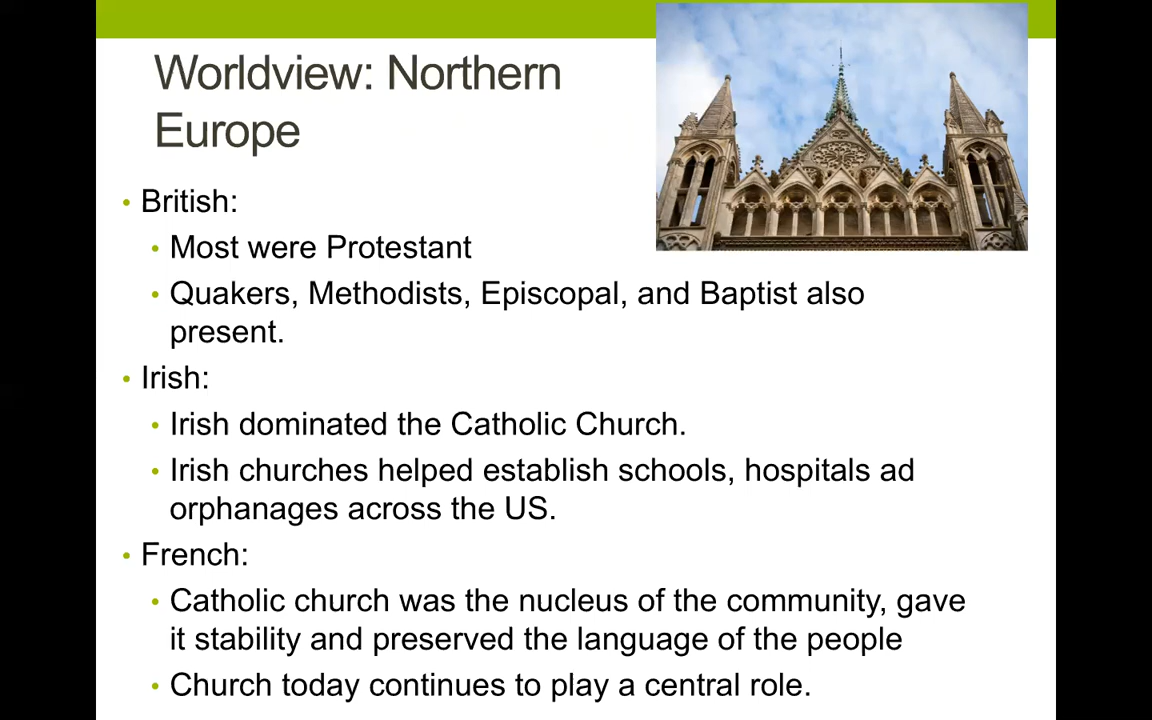 Worldview: Northern
Europe
• British:
• Most were Protestant
• Quakers, Methodists, Episcopal, and Baptist also
present.
• Irish:
• Irish dominated the Catholic Church.
• Irish churches helped establish schools, hospitals ad
orphanages across the US.
• French:
• Catholic church was the nucleus of the community, gave
it stability and preserved the language of the people
• Church today continues to play a central role.